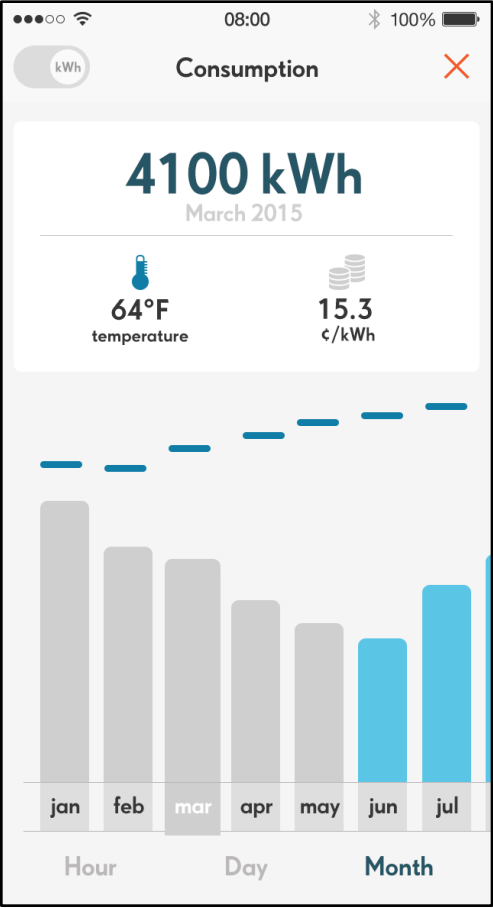 08:00 100%
kWh Consumption
4100 kWh
March 2015
64°F 15.3
temperature ¢/kWh
jan feb mar apr may jun jul
Hour Day Month